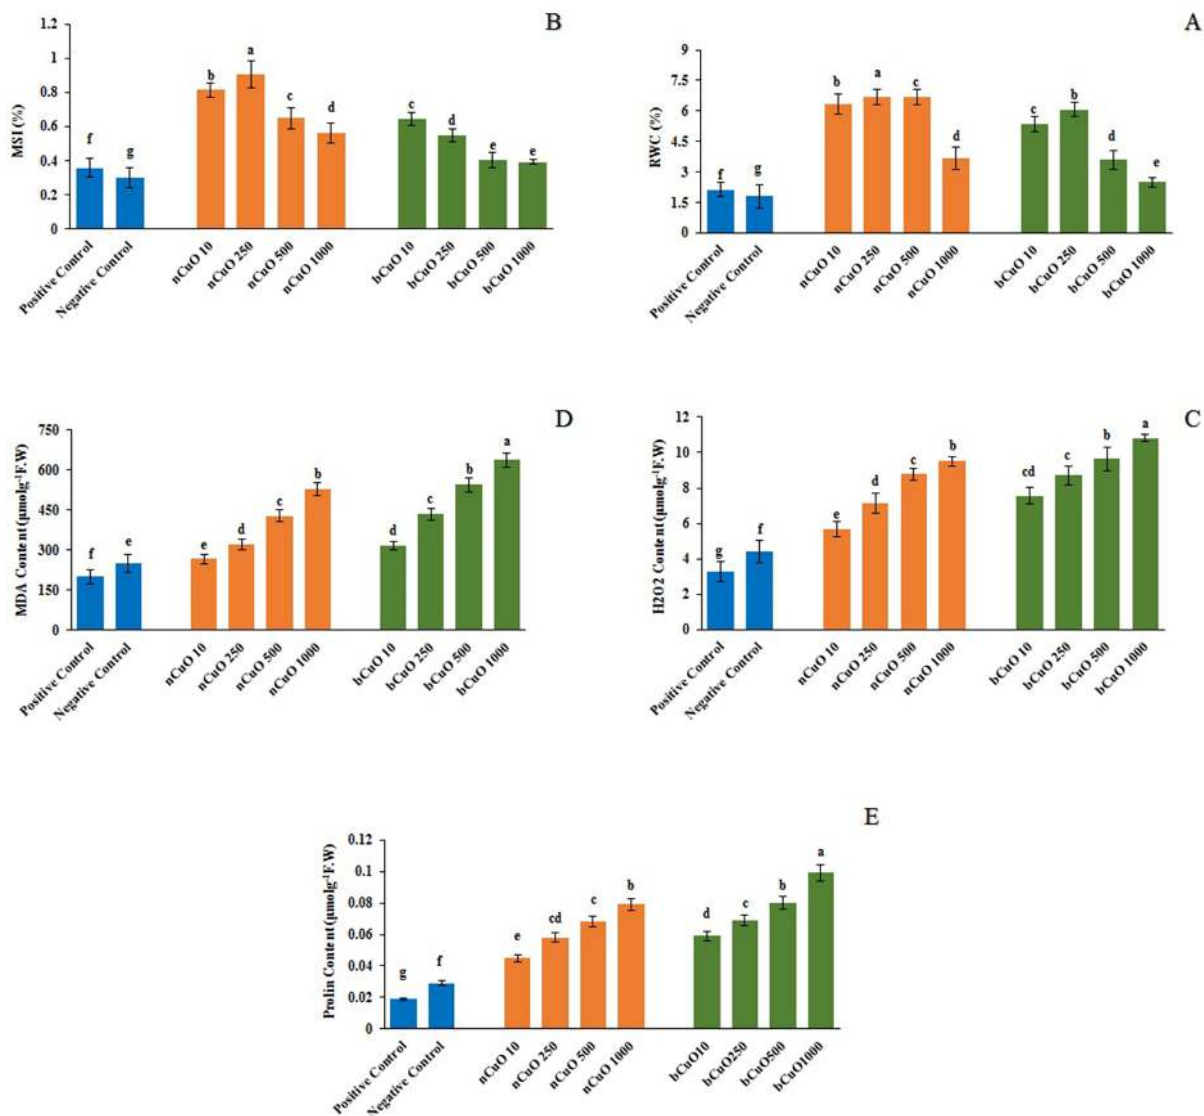 B
MSI (%)
1.2
1
0.8
0.6
0.4
0.2
0
f
g
b
a
c
d
c
d
e
e
Positive Control
Negative Control
nCuO 10
nCuO 250
nCuO 500
nCuO 1000
bCuO 10
bCuO 250
bCuO 500
bCuO 1000
A
RWC (%)
9
7.5
6
4.5
3
1.5
0
f
g
b
a
c
d
c
b
d
e
Positive Control
Negative Control
nCuO 10
nCuO 250
nCuO 500
nCuO 1000
bCuO 10
bCuO 250
bCuO 500
bCuO 1000
D
MDA Content (µmolg⁻¹F.W)
750
600
450
300
150
0
f
e
e
d
c
b
d
c
b
a
Positive Control
Negative Control
nCuO 10
nCuO 250
nCuO 500
nCuO 1000
bCuO 10
bCuO 250
bCuO 500
bCuO 1000
C
H2O2 Content (µmolg⁻¹F.W)
12
10
8
6
4
2
0
g
f
e
d
c
b
cd
c
b
a
Positive Control
Negative Control
nCuO 10
nCuO 250
nCuO 500
nCuO 1000
bCuO 10
bCuO 250
bCuO 500
bCuO 1000
E
Prolin Content (µmolg⁻¹F.W)
0.12
0.1
0.08
0.06
0.04
0.02
0
g
f
e
cd
c
b
d
c
b
a
Positive Control
Negative Control
nCuO 10
nCuO 250
nCuO 500
nCuO 1000
bCuO10
bCuO250
bCuO500
bCuO1000